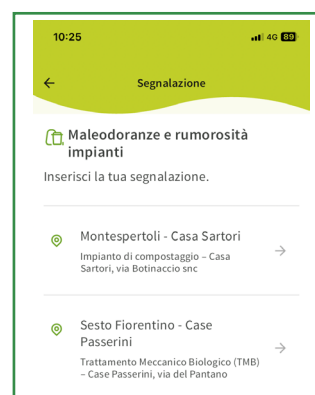 10:25
4G 89
Segnalazione
Maleodoranze e rumorosità
impianti
Inserisci la tua segnalazione.
Montespertoli - Casa Sartori
Impianto di compostaggio – Casa
Sartori, via Botinaccio snc
Sesto Fiorentino - Case
Passerini
Trattamento Meccanico Biologico (TMB)
– Case Passerini, via del Pantano